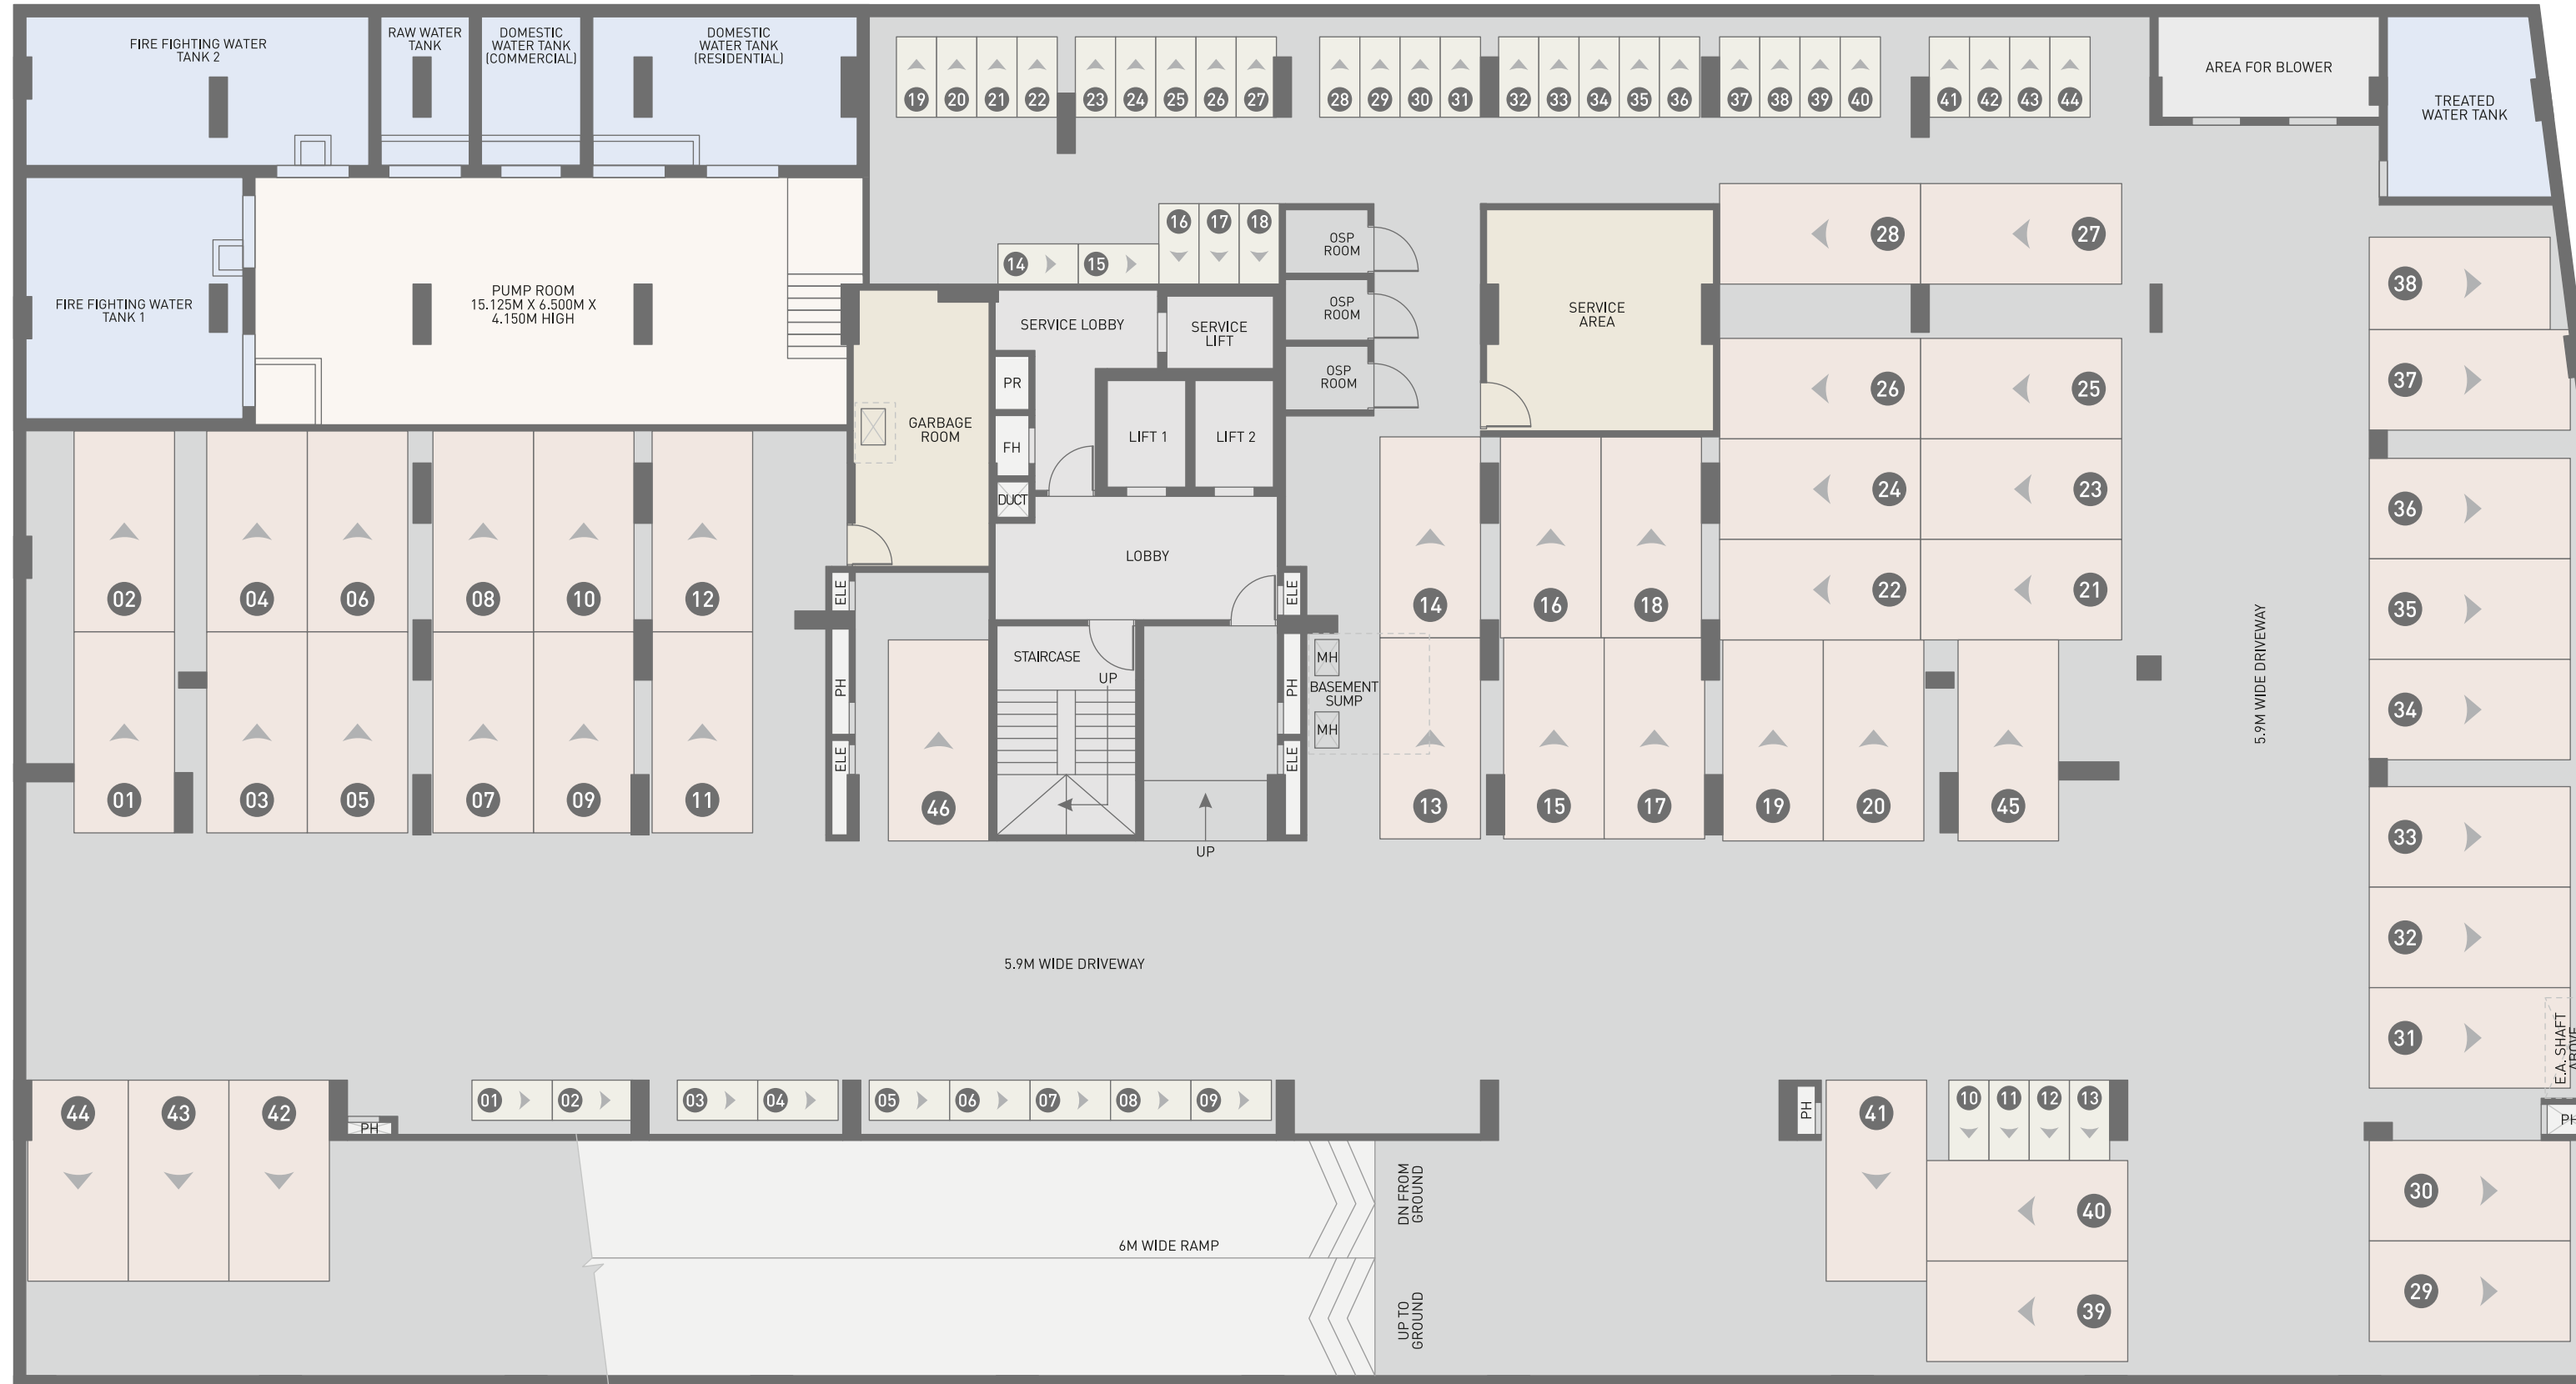 FIRE FIGHTING WATER
TANK 2
RAW WATER
TANK
DOMESTIC
WATER TANK
(COMMERCIAL)
DOMESTIC
WATER TANK
(RESIDENTIAL)
19 20 21 22 23 24 25 26 27 28 29 30 31 32 33 34 35 36 37 38 39 40 41 42 43 44
AREA FOR BLOWER
TREATED
WATER TANK
FIRE FIGHTING WATER
TANK 1
PUMP ROOM
15.125M X 6.500M X
4.150M HIGH
14 15 16 17 18
OSP
ROOM
OSP
ROOM
OSP
ROOM
SERVICE
AREA
28 27
26 25
24 23
22 21
38
37
36
35
34
33
32
31
30
29
SERVICE LOBBY
SERVICE
LIFT
PR
FH
DUCT
LIFT 1
LIFT 2
GARBAGE
ROOM
LOBBY
02 04 06 08 10 12
01 03 05 07 09 11
ELE
PH
ELE
46
STAIRCASE
UP
UP
ELE
PH
ELE
MH
BASEMENT
SUMP
MH
14 16 18
13 15 17 19 20 45
5.9M WIDE DRIVEWAY
5.9M WIDE DRIVEWAY
E.A. SHAFT
ABOVE
PH
44 43 42
PH
01 02 03 04 05 06 07 08 09
PH
41
10 11 12 13
40
39
6M WIDE RAMP
DN FROM
GROUND
UP TO
GROUND